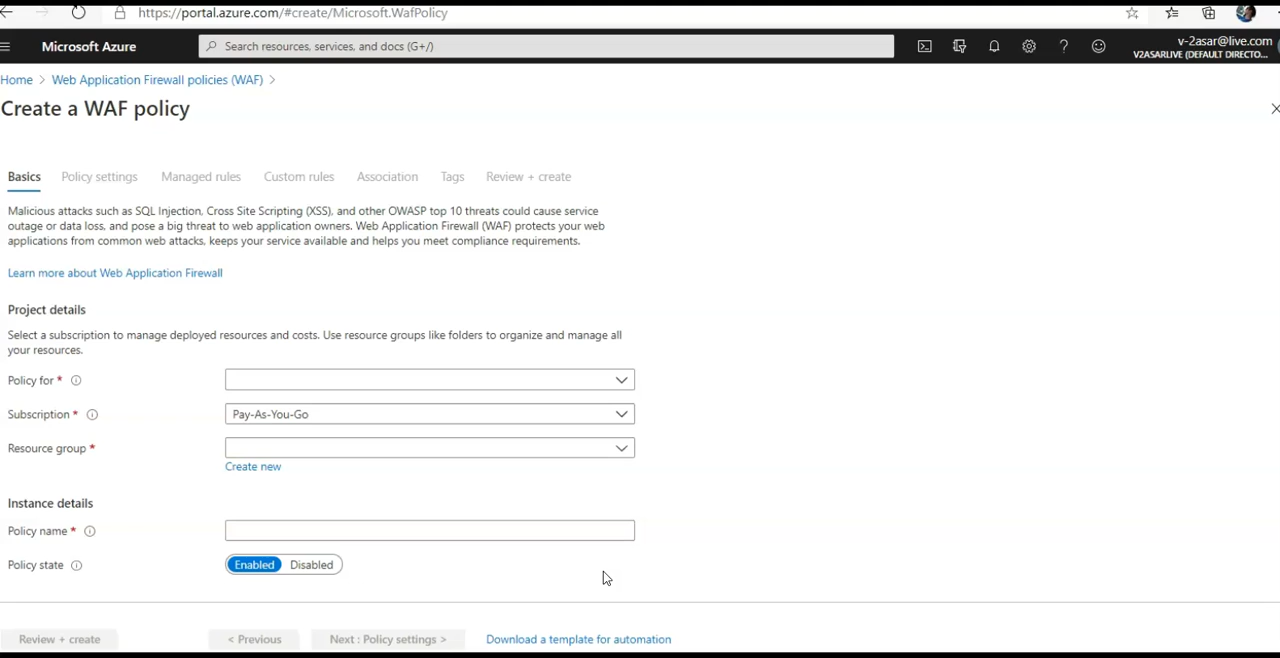 https://portal.azure.com/#create/Microsoft.WafPolicy
Microsoft Azure
Search resources, services, and docs (G+/)
v-2asar@live.com
V2ASARLIVE (DEFAULT DIRECTO...
Home > Web Application Firewall policies (WAF) >
Create a WAF policy
Basics Policy settings Managed rules Custom rules Association Tags Review + create
Malicious attacks such as SQL Injection, Cross Site Scripting (XSS), and other OWASP top 10 threats could cause service
outage or data loss, and pose a big threat to web application owners. Web Application Firewall (WAF) protects your web
applications from common web attacks, keeps your service available and helps you meet compliance requirements.
Learn more about Web Application Firewall
Project details
Select a subscription to manage deployed resources and costs. Use resource groups like folders to organize and manage all
your resources.
Policy for *
Subscription * Pay-As-You-Go
Resource group *
Create new
Instance details
Policy name *
Policy state Enabled Disabled
Review + create < Previous Next : Policy settings > Download a template for automation